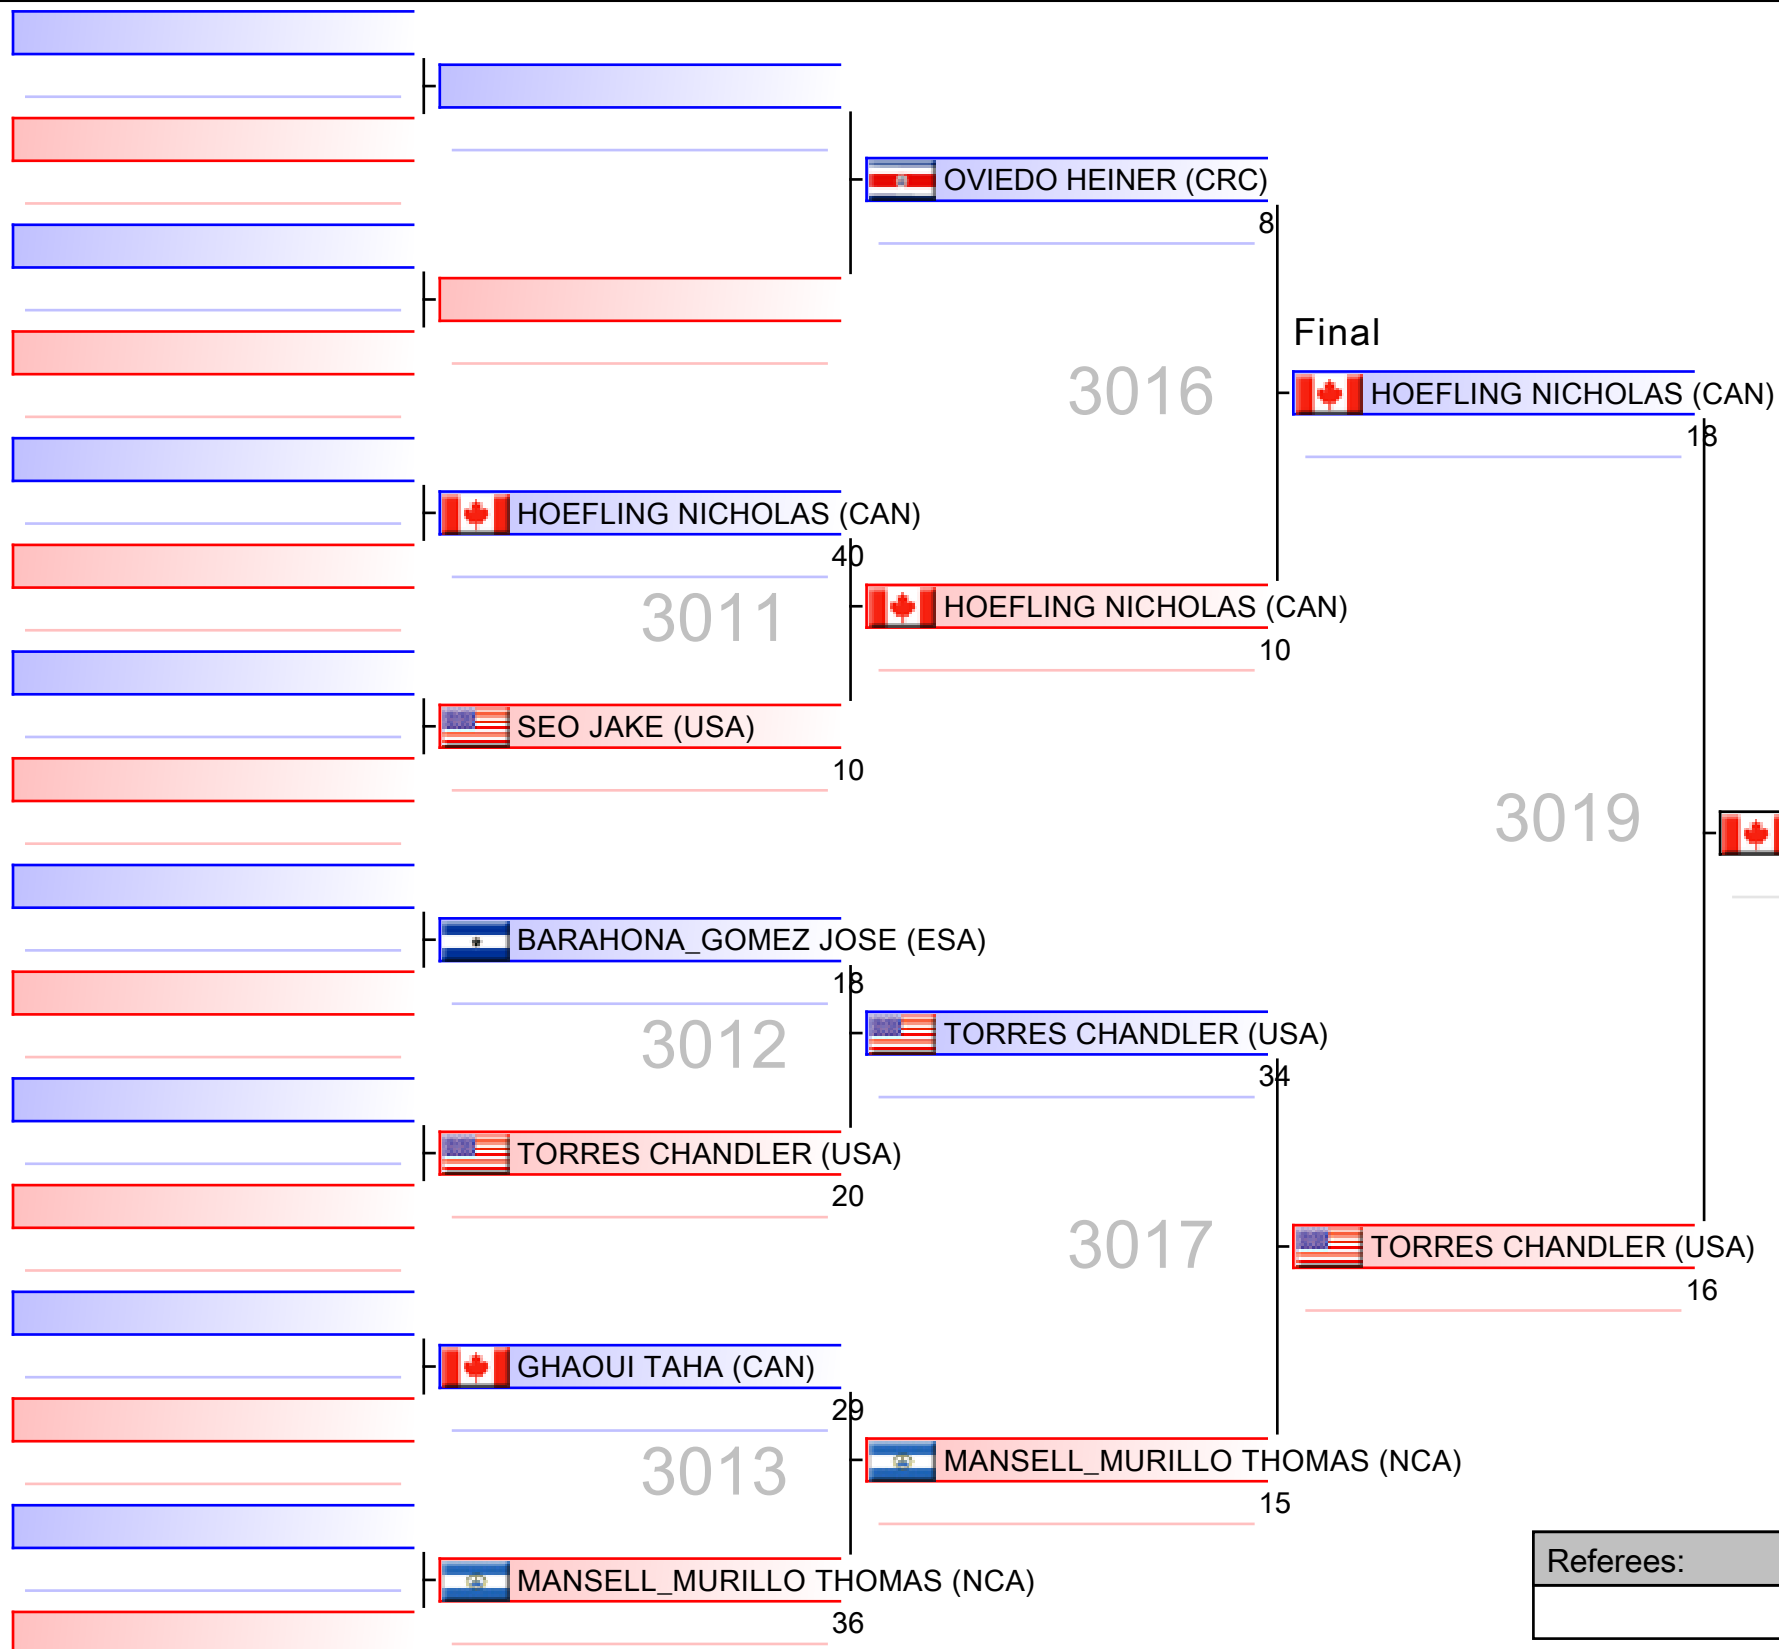 OVIEDO HEINER (CRC)
8
Final
3016
HOEFLING NICHOLAS (CAN)
18
HOEFLING NICHOLAS (CAN)
40
3011
HOEFLING NICHOLAS (CAN)
10
SEO JAKE (USA)
10
3019
BARAHONA_GOMEZ JOSE (ESA)
18
3012
TORRES CHANDLER (USA)
34
TORRES CHANDLER (USA)
20
3017
TORRES CHANDLER (USA)
16
GHAOUI TAHA (CAN)
29
3013
MANSELL_MURILLO THOMAS (NCA)
15
MANSELL_MURILLO THOMAS (NCA)
36
Referees: